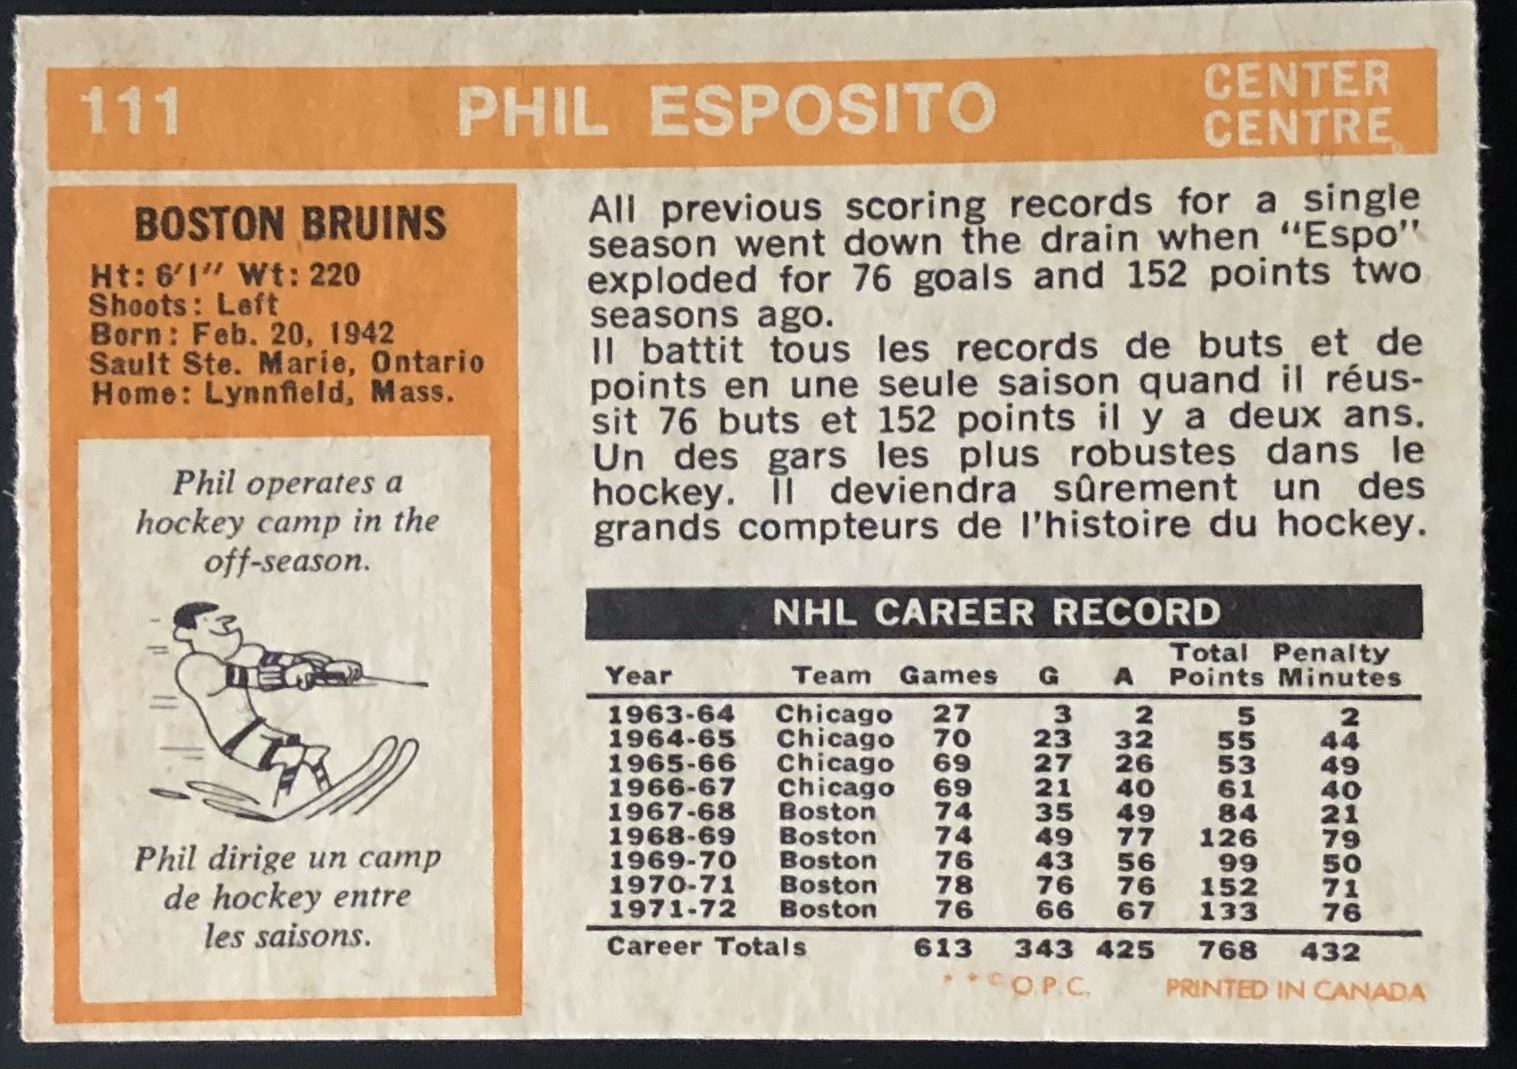 111 PHIL ESPOSITO CENTER
CENTRE
BOSTON BRUINS
Ht: 6'1" Wt: 220
Shoots: Left
Born: Feb. 20, 1942
Sault Ste. Marie, Ontario
Home: Lynnfield, Mass.
Phil operates a
hockey camp in the
off-season.
Phil dirige un camp
de hockey entre
les saisons.
All previous scoring records for a single
season went down the drain when "Espo"
exploded for 76 goals and 152 points two
seasons ago.
Il battit tous les records de buts et de
points en une seule saison quand il réus-
sit 76 buts et 152 points il y a deux ans.
Un des gars les plus robustes dans le
hockey. Il deviendra sûrement un des
grands compteurs de l'histoire du hockey.
NHL CAREER RECORD
Total Penalty
Year Team Games G A Points Minutes
1963-64 Chicago 27 3 2 5 2
1964-65 Chicago 70 23 32 55 44
1965-66 Chicago 69 27 26 53 49
1966-67 Chicago 69 21 40 61 40
1967-68 Boston 74 35 49 84 21
1968-69 Boston 74 49 77 126 79
1969-70 Boston 76 43 56 99 50
1970-71 Boston 78 76 76 152 71
1971-72 Boston 76 66 67 133 76
Career Totals 613 343 425 768 432
* * © O.P.C. PRINTED IN CANADA